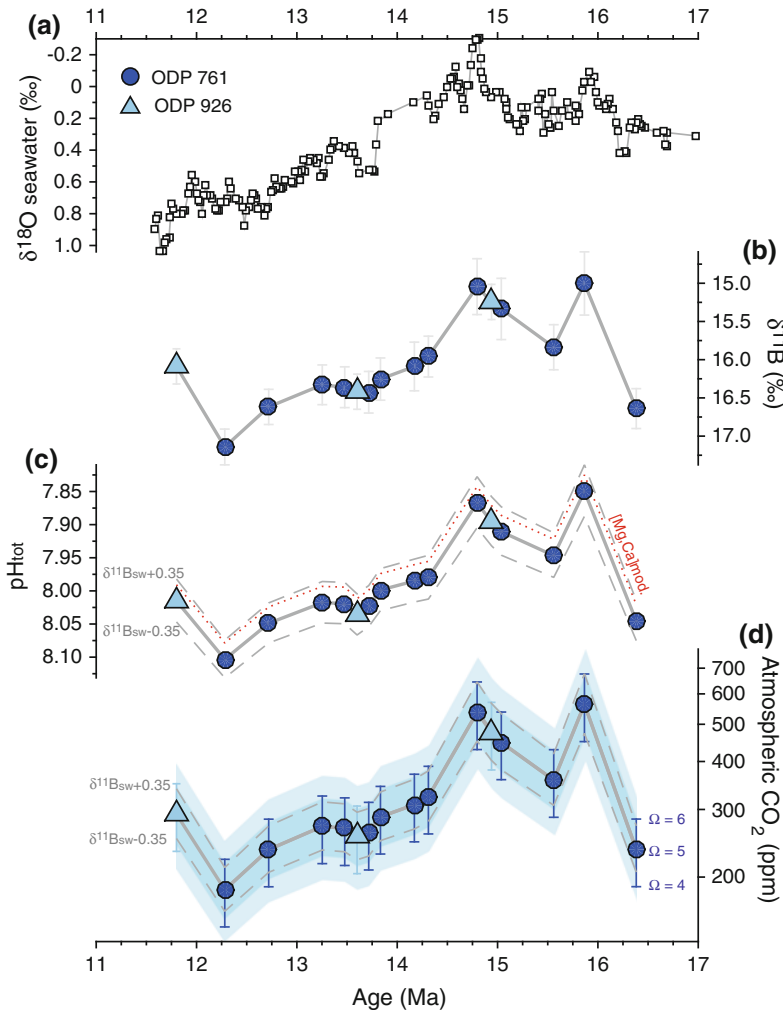 11 12 13 14 15 16 17
(a)
-0.2
0
0.2
0.4
0.6
0.8
1.0
δ18O seawater (‰)
ODP 761
ODP 926
(b)
15.0
15.5
16.0
16.5
17.0
δ11B (‰)
(c)
7.85
7.90
7.95
8.00
8.05
8.10
pHtot
δ11Bsw+0.35
δ11Bsw-0.35
[Mg,Ca]mod.
(d)
700
600
500
400
300
200
Atmospheric CO2 (ppm)
δ11Bsw+0.35
δ11Bsw-0.35
Ω = 6
Ω = 5
Ω = 4
11 12 13 14 15 16 17
Age (Ma)